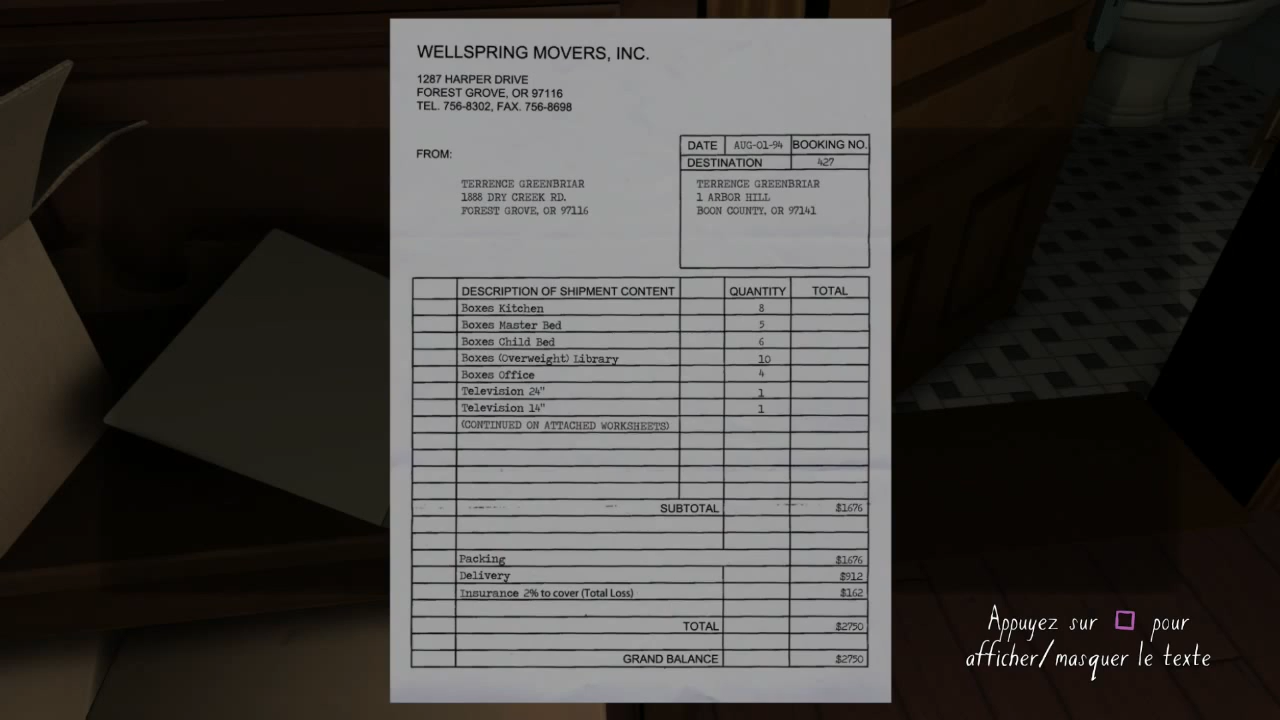 WELLSPRING MOVERS, INC.
1287 HARPER DRIVE
FOREST GROVE, OR 97116
TEL. 756-8302, FAX. 756-8698
DATE AUG-01-94 BOOKING NO.
FROM: DESTINATION 427
TERRENCE GREENBRIAR
1888 DRY CREEK RD.
FOREST GROVE, OR 97116
TERRENCE GREENBRIAR
1 ARBOR HILL
BOON COUNTY, OR 97141
DESCRIPTION OF SHIPMENT CONTENT QUANTITY TOTAL
Boxes Kitchen 8
Boxes Master Bed 5
Boxes Child Bed 6
Boxes (Overweight) Library 10
Boxes Office 4
Television 24" 1
Television 14" 1
(CONTINUED ON ATTACHED WORKSHEETS)
SUBTOTAL $1676
Packing $1676
Delivery $912
Insurance 2% to cover (Total Loss) $162
TOTAL $2750
GRAND BALANCE $2750
Appuyez sur pour
afficher/masquer le texte